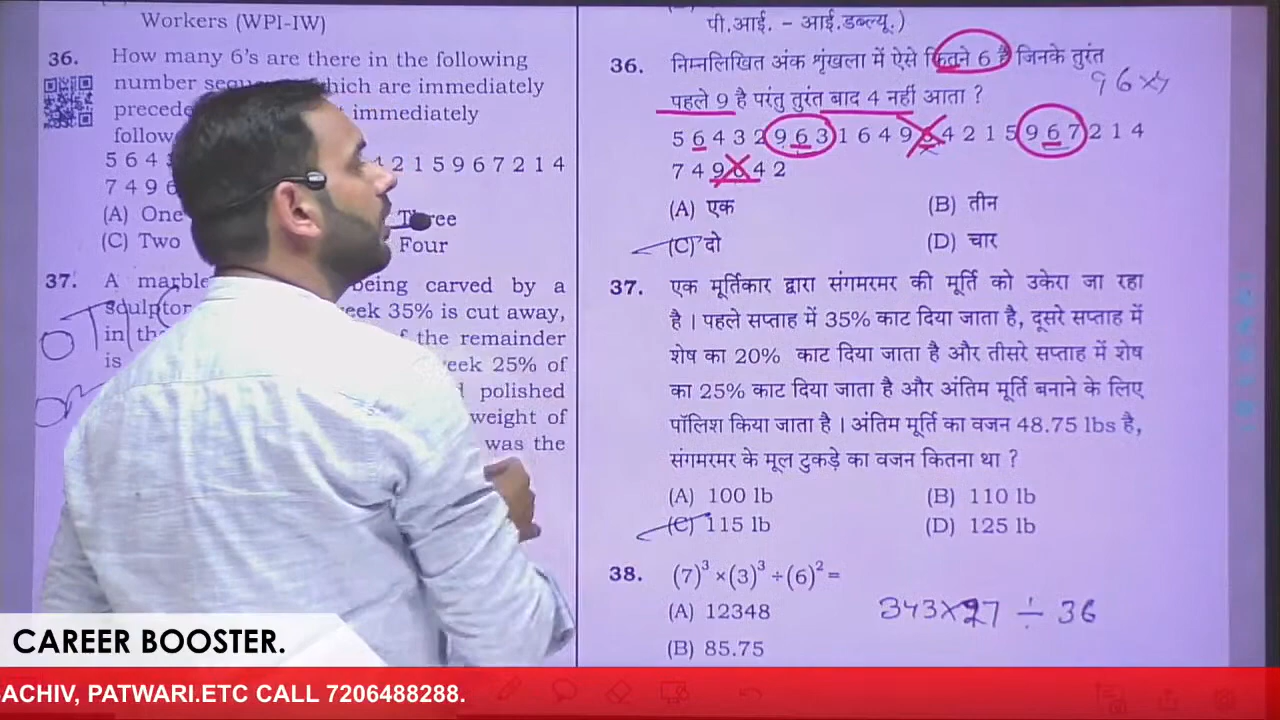 Workers (WPI-IW)
36. How many 6's are there in the following
number which are immediately
immediately
5 6 4 4 2 1 5 9 6 7 2 1 4
7 4 9 6
(A) One Three
(C) Two Four
37. A being carved by a
sculptor 35% is cut away,
in the remainder
is 25% of
polished
weight of
was the
पी.आई. - आई.डब्ल्यू.)
36. निम्नलिखित अंक शृंखला में ऐसे कितने 6 है जिनके तुरंत
पहले 9 है परंतु तुरंत बाद 4 नहीं आता ?
9 6 x4
5 6 4 3 2 9 6 3 1 6 4 9 6 4 2 1 5 9 6 7 2 1 4
7 4 9 6 4 2
(A) एक (B) तीन
(C) दो (D) चार
37. एक मूर्तिकार द्वारा संगमरमर की मूर्ति को उकेरा जा रहा
है । पहले सप्ताह में 35% काट दिया जाता है, दूसरे सप्ताह में
शेष का 20% काट दिया जाता है और तीसरे सप्ताह में शेष
का 25% काट दिया जाता है और अंतिम मूर्ति बनाने के लिए
पॉलिश किया जाता है । अंतिम मूर्ति का वजन 48.75 lbs है,
संगमरमर के मूल टुकड़े का वजन कितना था ?
(A) 100 lb (B) 110 lb
(C) 115 lb (D) 125 lb
38. (7)³ ×(3)³ ÷(6)² =
(A) 12348 343×27 ÷ 36
(B) 85.75
CAREER BOOSTER.
ACHIV, PATWARI.ETC CALL 7206488288.